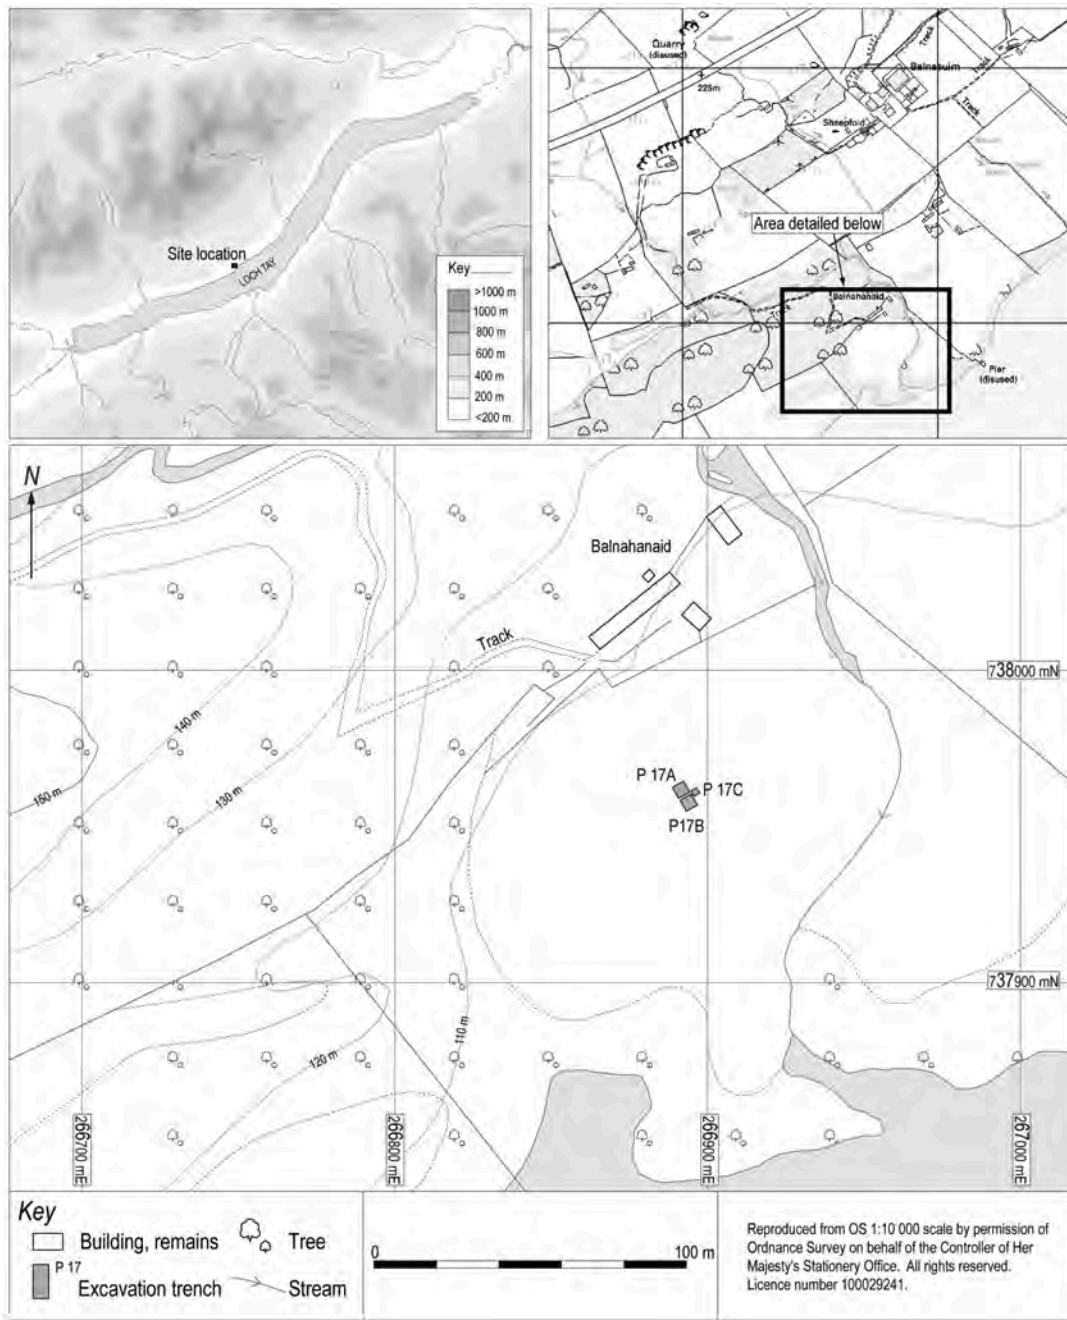 Site location
LOCH TAY
Key
>1000 m
1000 m
800 m
600 m
400 m
200 m
<200 m
Quarry
(disused)
225m
Track
Balnasuim
Track
Track
Sheepfold
Area detailed below
Balnahanaid
Track
Pier
(disused)
N
Balnahanaid
Track
738000 mN
140 m
150 m
130 m
P 17A
P 17C
P17B
737900 mN
110 m
120 m
266700 mE
266800 mE
266900 mE
267000 mE
Key
Building, remains
Tree
P 17
Excavation trench
Stream
0
100 m
Reproduced from OS 1:10 000 scale by permission of
Ordnance Survey on behalf of the Controller of Her
Majesty's Stationery Office. All rights reserved.
Licence number 100029241.